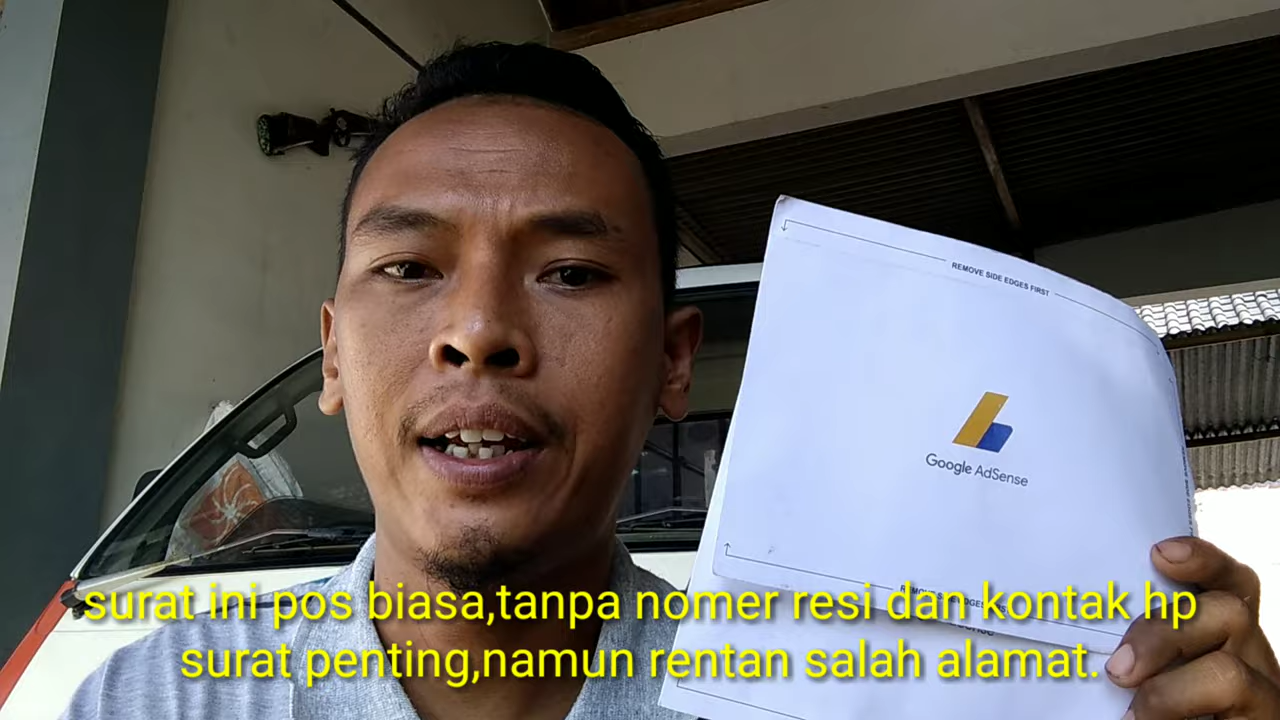 REMOVE SIDE EDGES FIRST
Google AdSense
surat ini pos biasa,tanpa nomer resi dan kontak hp
surat penting,namun rentan salah alamat.